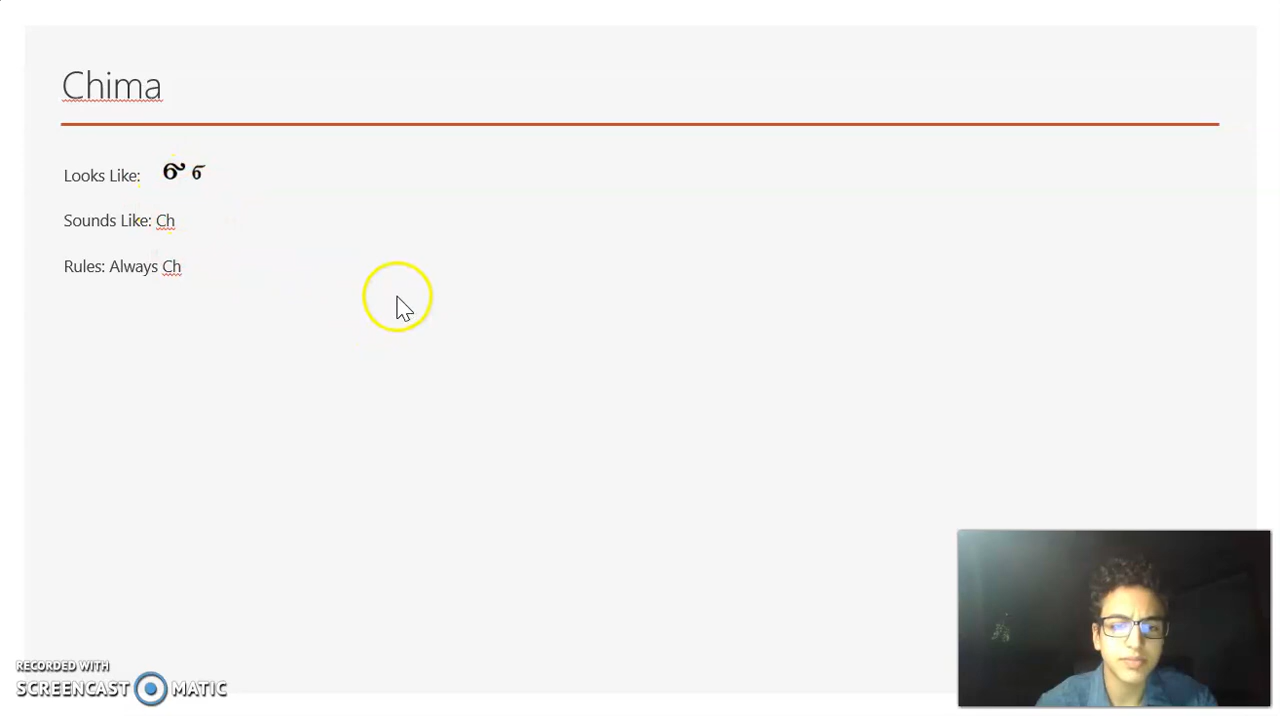 Chima
Looks Like: Ϭ ϭ
Sounds Like: Ch
Rules: Always Ch
RECORDED WITH
SCREENCAST MATIC